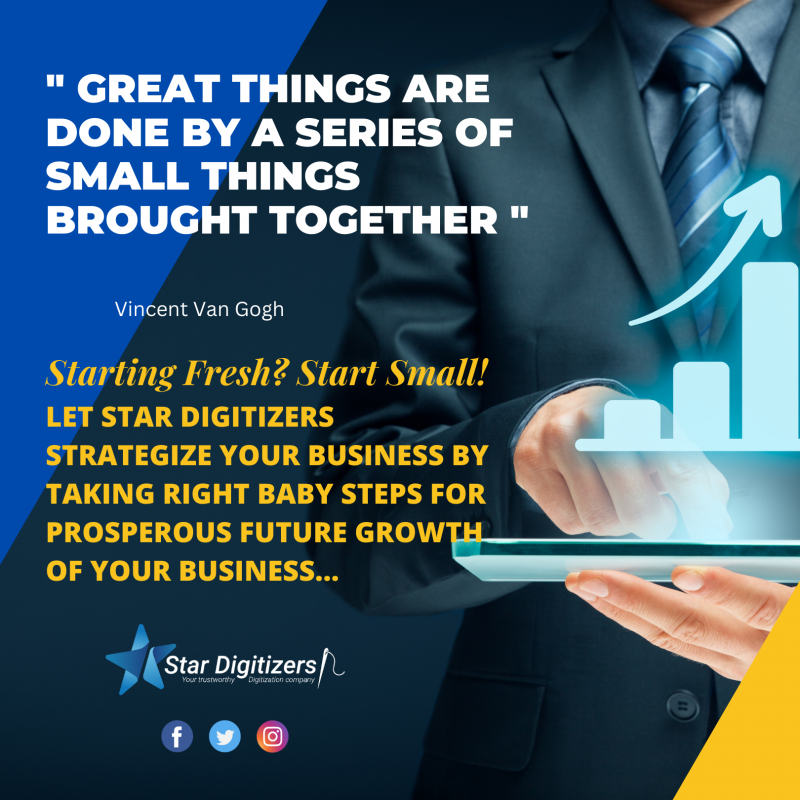 " GREAT THINGS ARE
DONE BY A SERIES OF
SMALL THINGS
BROUGHT TOGETHER "
Vincent Van Gogh
Starting Fresh? Start Small!
LET STAR DIGITIZERS
STRATEGIZE YOUR BUSINESS BY
TAKING RIGHT BABY STEPS FOR
PROSPEROUS FUTURE GROWTH
OF YOUR BUSINESS...
Star Digitizers
Your trustworthy Digitization company